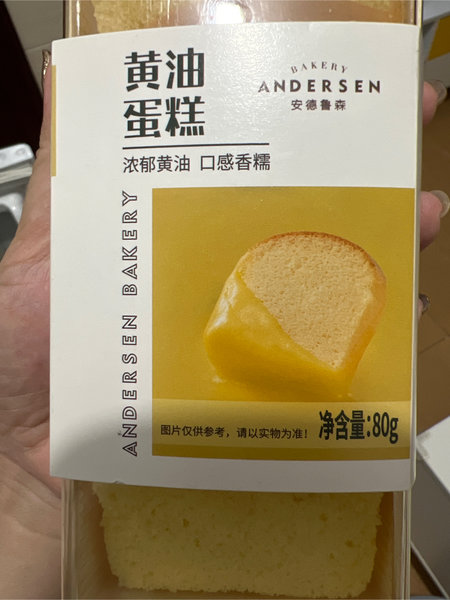 黄油
蛋糕
浓郁黄油 口感香糯
BAKERY
ANDERSEN
安德鲁森
ANDERSEN BAKERY
图片仅供参考，请以实物为准！
净含量:80g